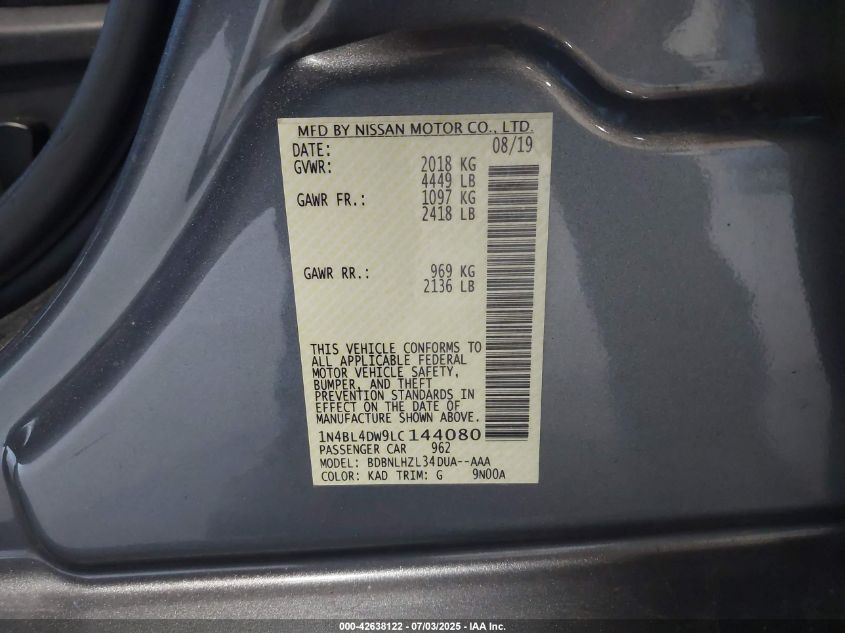 MFD BY NISSAN MOTOR CO., LTD.
DATE: 08/19
GVWR: 2018 KG
4449 LB
GAWR FR.: 1097 KG
2418 LB
GAWR RR.: 969 KG
2136 LB
THIS VEHICLE CONFORMS TO
ALL APPLICABLE FEDERAL
MOTOR VEHICLE SAFETY,
BUMPER, AND THEFT
PREVENTION STANDARDS IN
EFFECT ON THE DATE OF
MANUFACTURE SHOWN ABOVE.
1N4BL4DW9LC144080
PASSENGER CAR 962
MODEL: BDBNLHZL34DUA--AAA
COLOR: KAD TRIM: G 9N00A
000-42638122 - 07/03/2025 - IAA Inc.